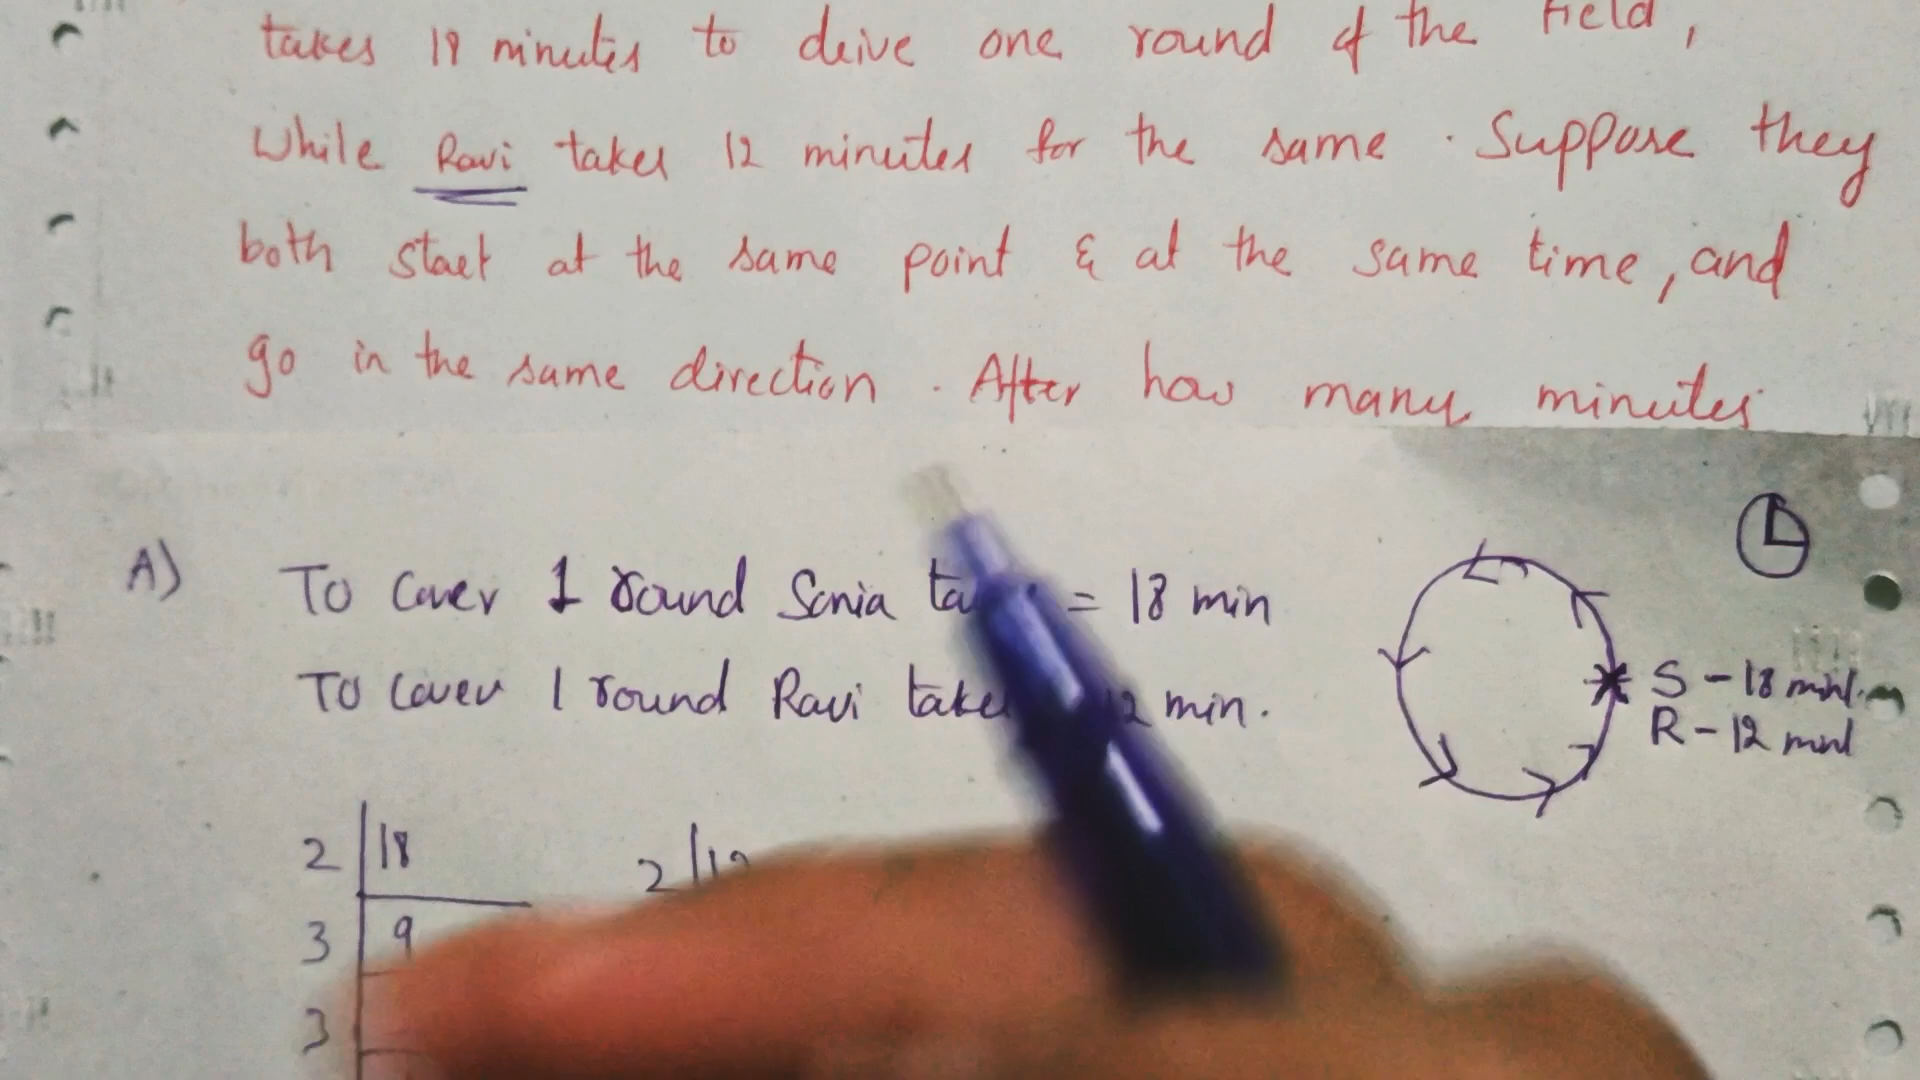 takes 18 minutes to drive one round of the field,
While Ravi takes 12 minutes for the same. Suppose they
both start at the same point & at the same time, and
go in the same direction. After how many minutes
A) To Cover 1 round Sonia = 18 min
To Cover 1 round Ravi min.
S - 18 min
R - 12 min
2 18 2
3 9
3